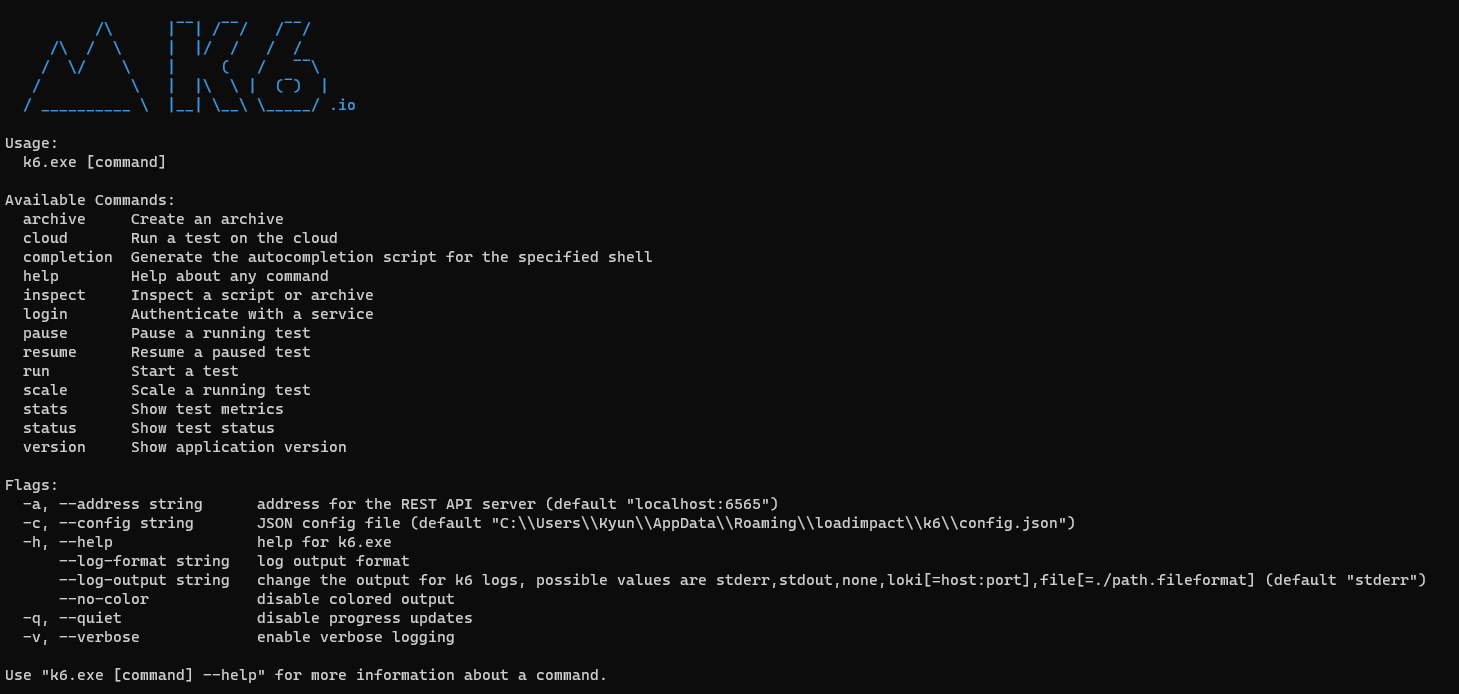 K6 .io
Usage:
  k6.exe [command]
Available Commands:
  archive     Create an archive
  cloud       Run a test on the cloud
  completion  Generate the autocompletion script for the specified shell
  help        Help about any command
  inspect     Inspect a script or archive
  login       Authenticate with a service
  pause       Pause a running test
  resume      Resume a paused test
  run         Start a test
  scale       Scale a running test
  stats       Show test metrics
  status      Show test status
  version     Show application version
Flags:
  -a, --address string      address for the REST API server (default "localhost:6565")
  -c, --config string       JSON config file (default "C:\\Users\\Kyun\\AppData\\Roaming\\loadimpact\\k6\\config.json")
  -h, --help                help for k6.exe
      --log-format string   log output format
      --log-output string   change the output for k6 logs, possible values are stderr,stdout,none,loki[=host:port],file[=./path.fileformat] (default "stderr")
      --no-color            disable colored output
  -q, --quiet               disable progress updates
  -v, --verbose             enable verbose logging
Use "k6.exe [command] --help" for more information about a command.